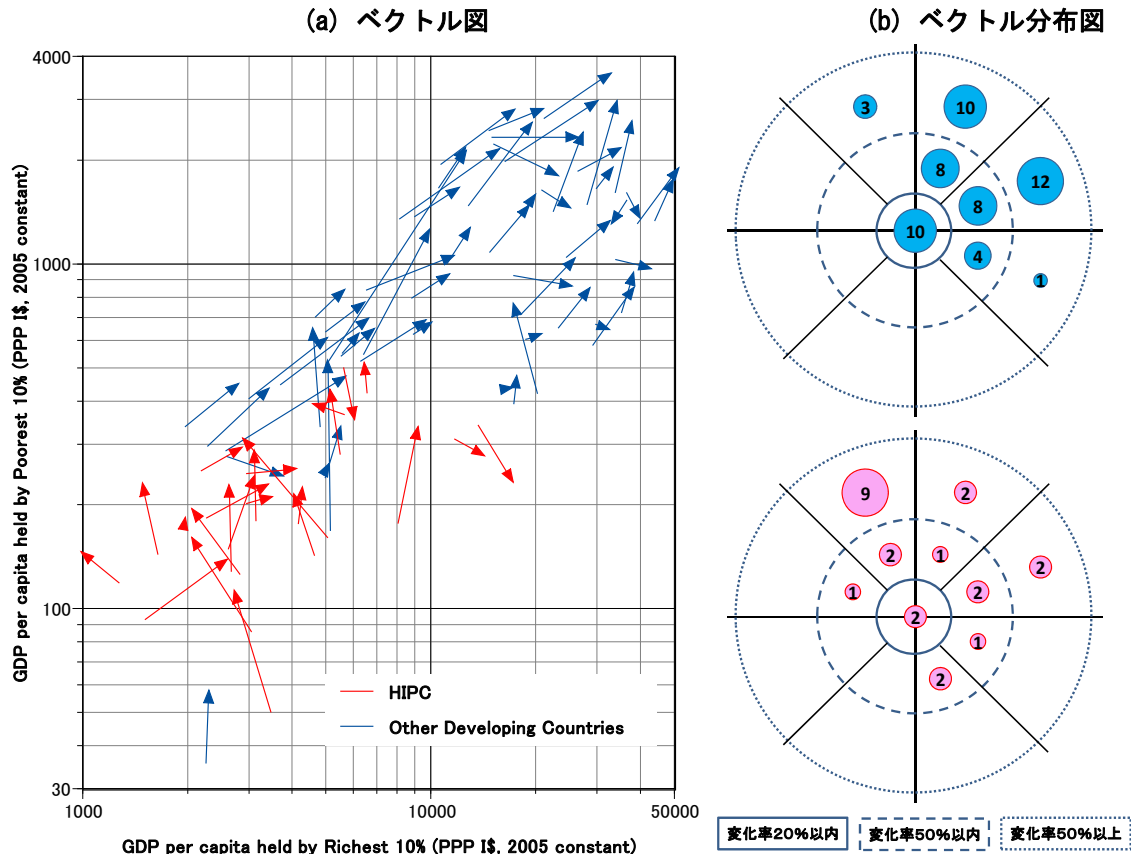 (a) ベクトル図
(b) ベクトル分布図
GDP per capita held by Poorest 10% (PPP I$, 2005 constant)
4000
1000
100
30
1000
10000
50000
GDP per capita held by Richest 10% (PPP I$, 2005 constant)
HIPC
Other Developing Countries
3
10
8
12
8
10
4
1
9
2
2
1
2
1
2
2
1
2
変化率20%以内
変化率50%以内
変化率50%以上